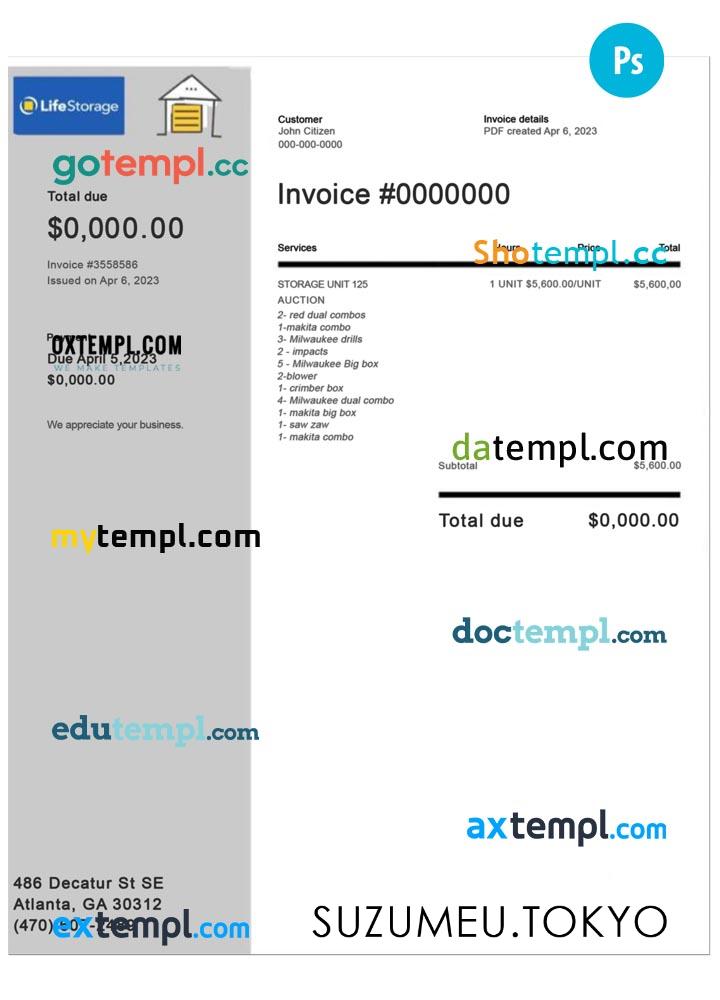 Ps
LifeStorage
gotempl.cc
Total due
$0,000.00
Invoice #3558586
Issued on Apr 6, 2023
OXTEMPL.COM
WE MAKE TEMPLATES
Due April 5,2023
$0,000.00
We appreciate your business.
mytempl.com
edutempl.com
486 Decatur St SE
Atlanta, GA 30312
(470)
extempl.com
Customer
John Citizen
000-000-0000
Invoice details
PDF created Apr 6, 2023
Invoice #0000000
Services Hours Price Total
Shotempl.cc
STORAGE UNIT 125 1 UNIT $5,600.00/UNIT $5,600,00
AUCTION
2- red dual combos
1-makita combo
3- Milwaukee drills
2 - impacts
5 - Milwaukee Big box
2-blower
1- crimber box
4- Milwaukee dual combo
1- makita big box
1- saw zaw
1- makita combo
datempl.com
Subtotal $5,600.00
Total due $0,000.00
doctempl.com
axtempl.com
SUZUMEU.TOKYO